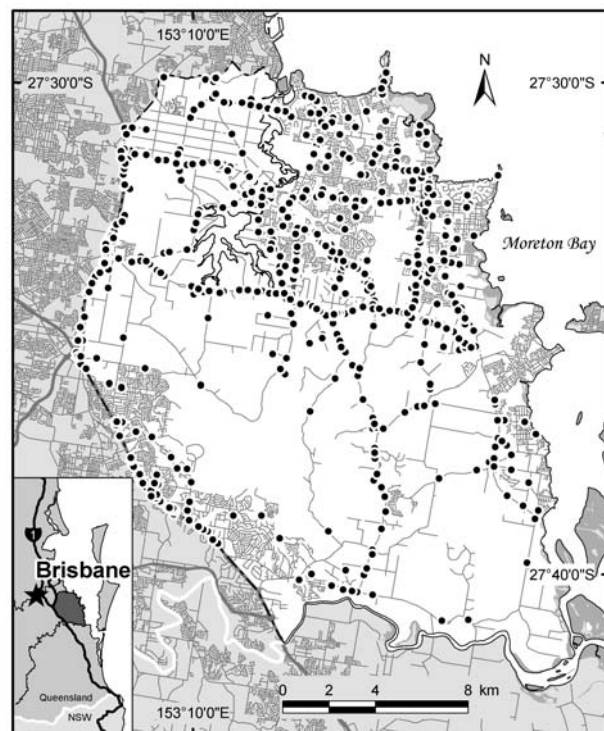 153°10'0"E
27°30'0"S
27°30'0"S
N
Moreton Bay
1
Brisbane
27°40'0"S
Queensland
NSW
0 2 4 8 km
153°10'0"E